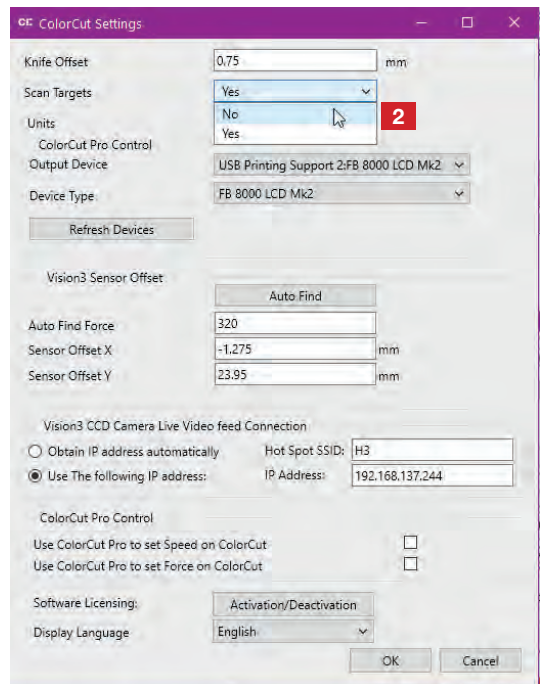 CC ColorCut Settings
Knife Offset 0.75 mm
Scan Targets Yes
No 2
Units Yes
ColorCut Pro Control
Output Device USB Printing Support 2:FB 8000 LCD Mk2
Device Type FB 8000 LCD Mk2
Refresh Devices
Vision3 Sensor Offset
Auto Find
Auto Find Force 320
Sensor Offset X -1.275 mm
Sensor Offset Y 23.95 mm
Vision3 CCD Camera Live Video feed Connection
Obtain IP address automatically Hot Spot SSID: H3
Use The following IP address: IP Address: 192.168.137.244
ColorCut Pro Control
Use ColorCut Pro to set Speed on ColorCut
Use ColorCut Pro to set Force on ColorCut
Software Licensing: Activation/Deactivation
Display Language English
OK Cancel